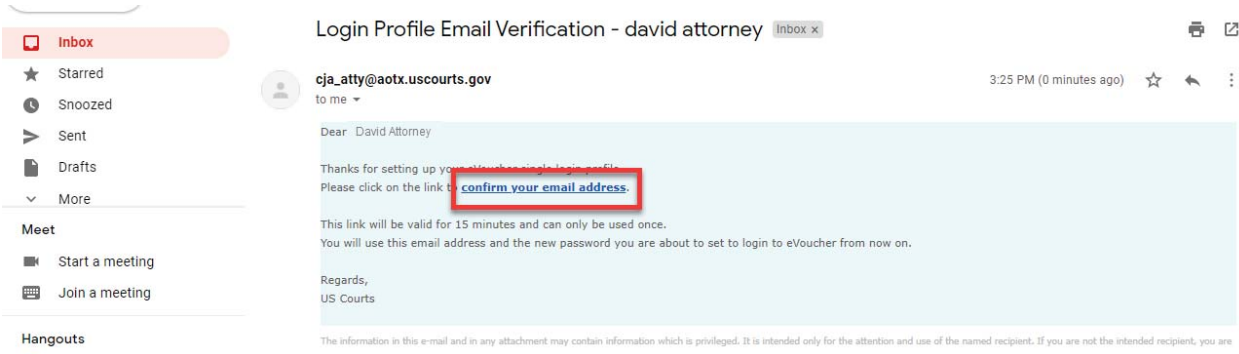 Inbox
Starred
Snoozed
Sent
Drafts
More
Meet
Start a meeting
Join a meeting
Hangouts
Login Profile Email Verification - david attorney Inbox x
cja_atty@aotx.uscourts.gov 3:25 PM (0 minutes ago)
to me
Dear David Attorney
Thanks for setting up your eVoucher single login profile
Please click on the link to confirm your email address.
This link will be valid for 15 minutes and can only be used once.
You will use this email address and the new password you are about to set to login to eVoucher from now on.
Regards,
US Courts
The information in this e-mail and in any attachment may contain information which is privileged. It is intended only for the attention and use of the named recipient. If you are not the intended recipient, you are